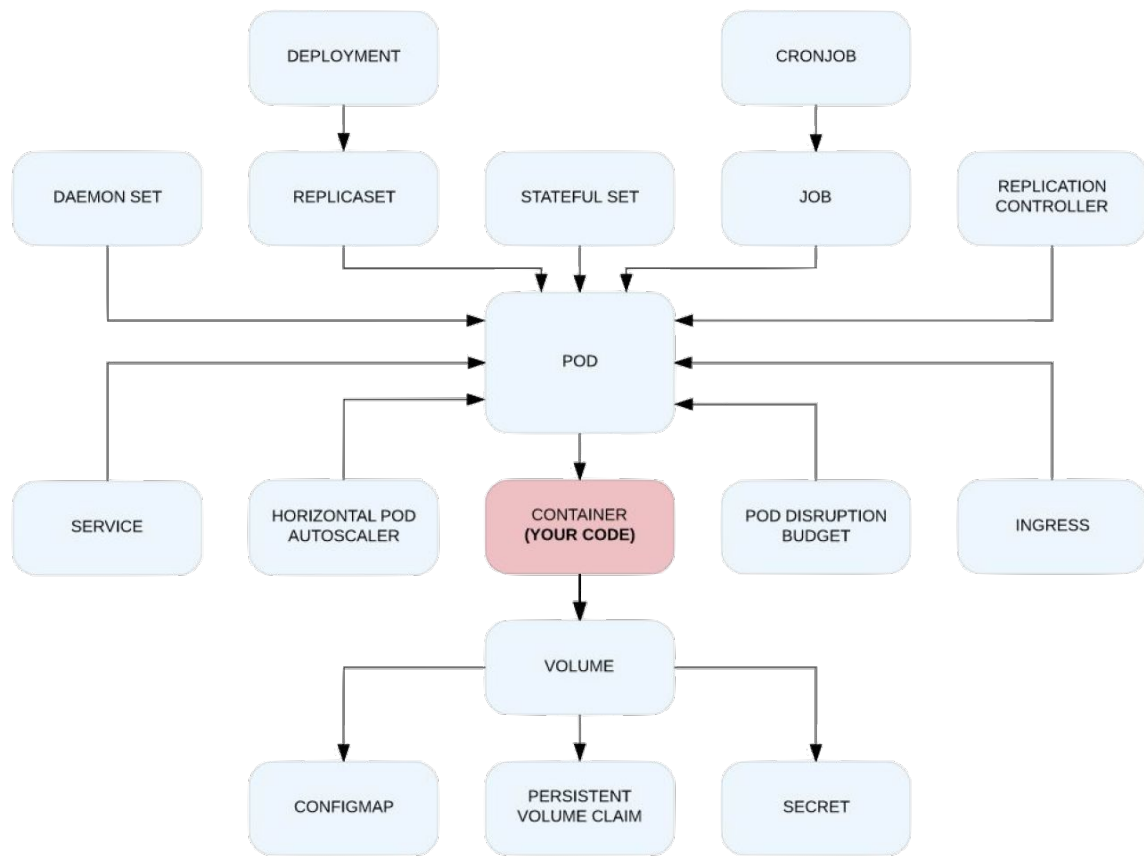 DEPLOYMENT
CRONJOB
DAEMON SET
REPLICASET
STATEFUL SET
JOB
REPLICATION
CONTROLLER
POD
SERVICE
HORIZONTAL POD
AUTOSCALER
CONTAINER
(YOUR CODE)
POD DISRUPTION
BUDGET
INGRESS
VOLUME
CONFIGMAP
PERSISTENT
VOLUME CLAIM
SECRET